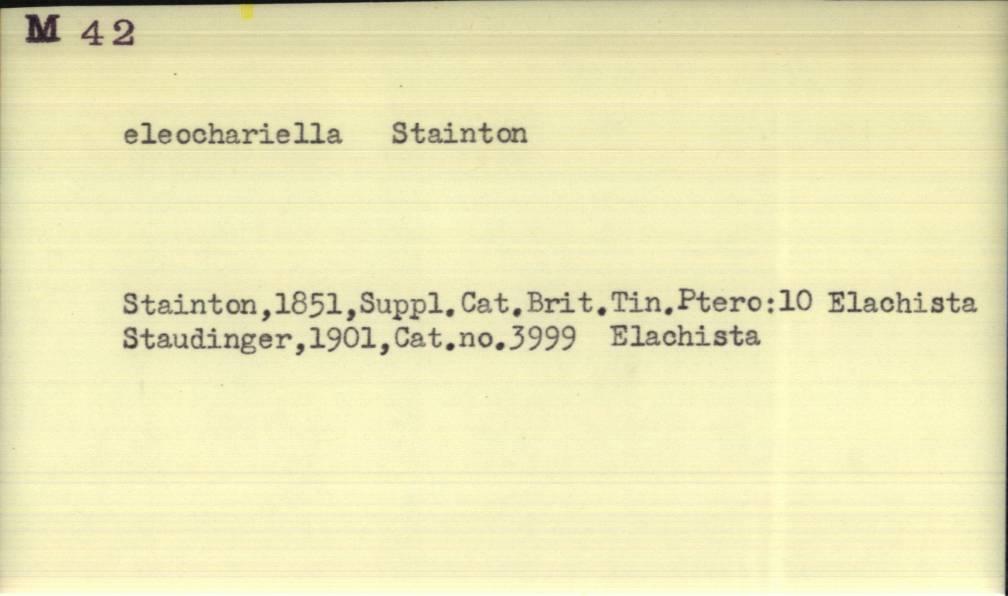 M 42
eleochariella Stainton
Stainton,1851,Suppl.Cat.Brit.Tin.Ptero:10 Elachista
Staudinger,1901,Cat.no.3999 Elachista